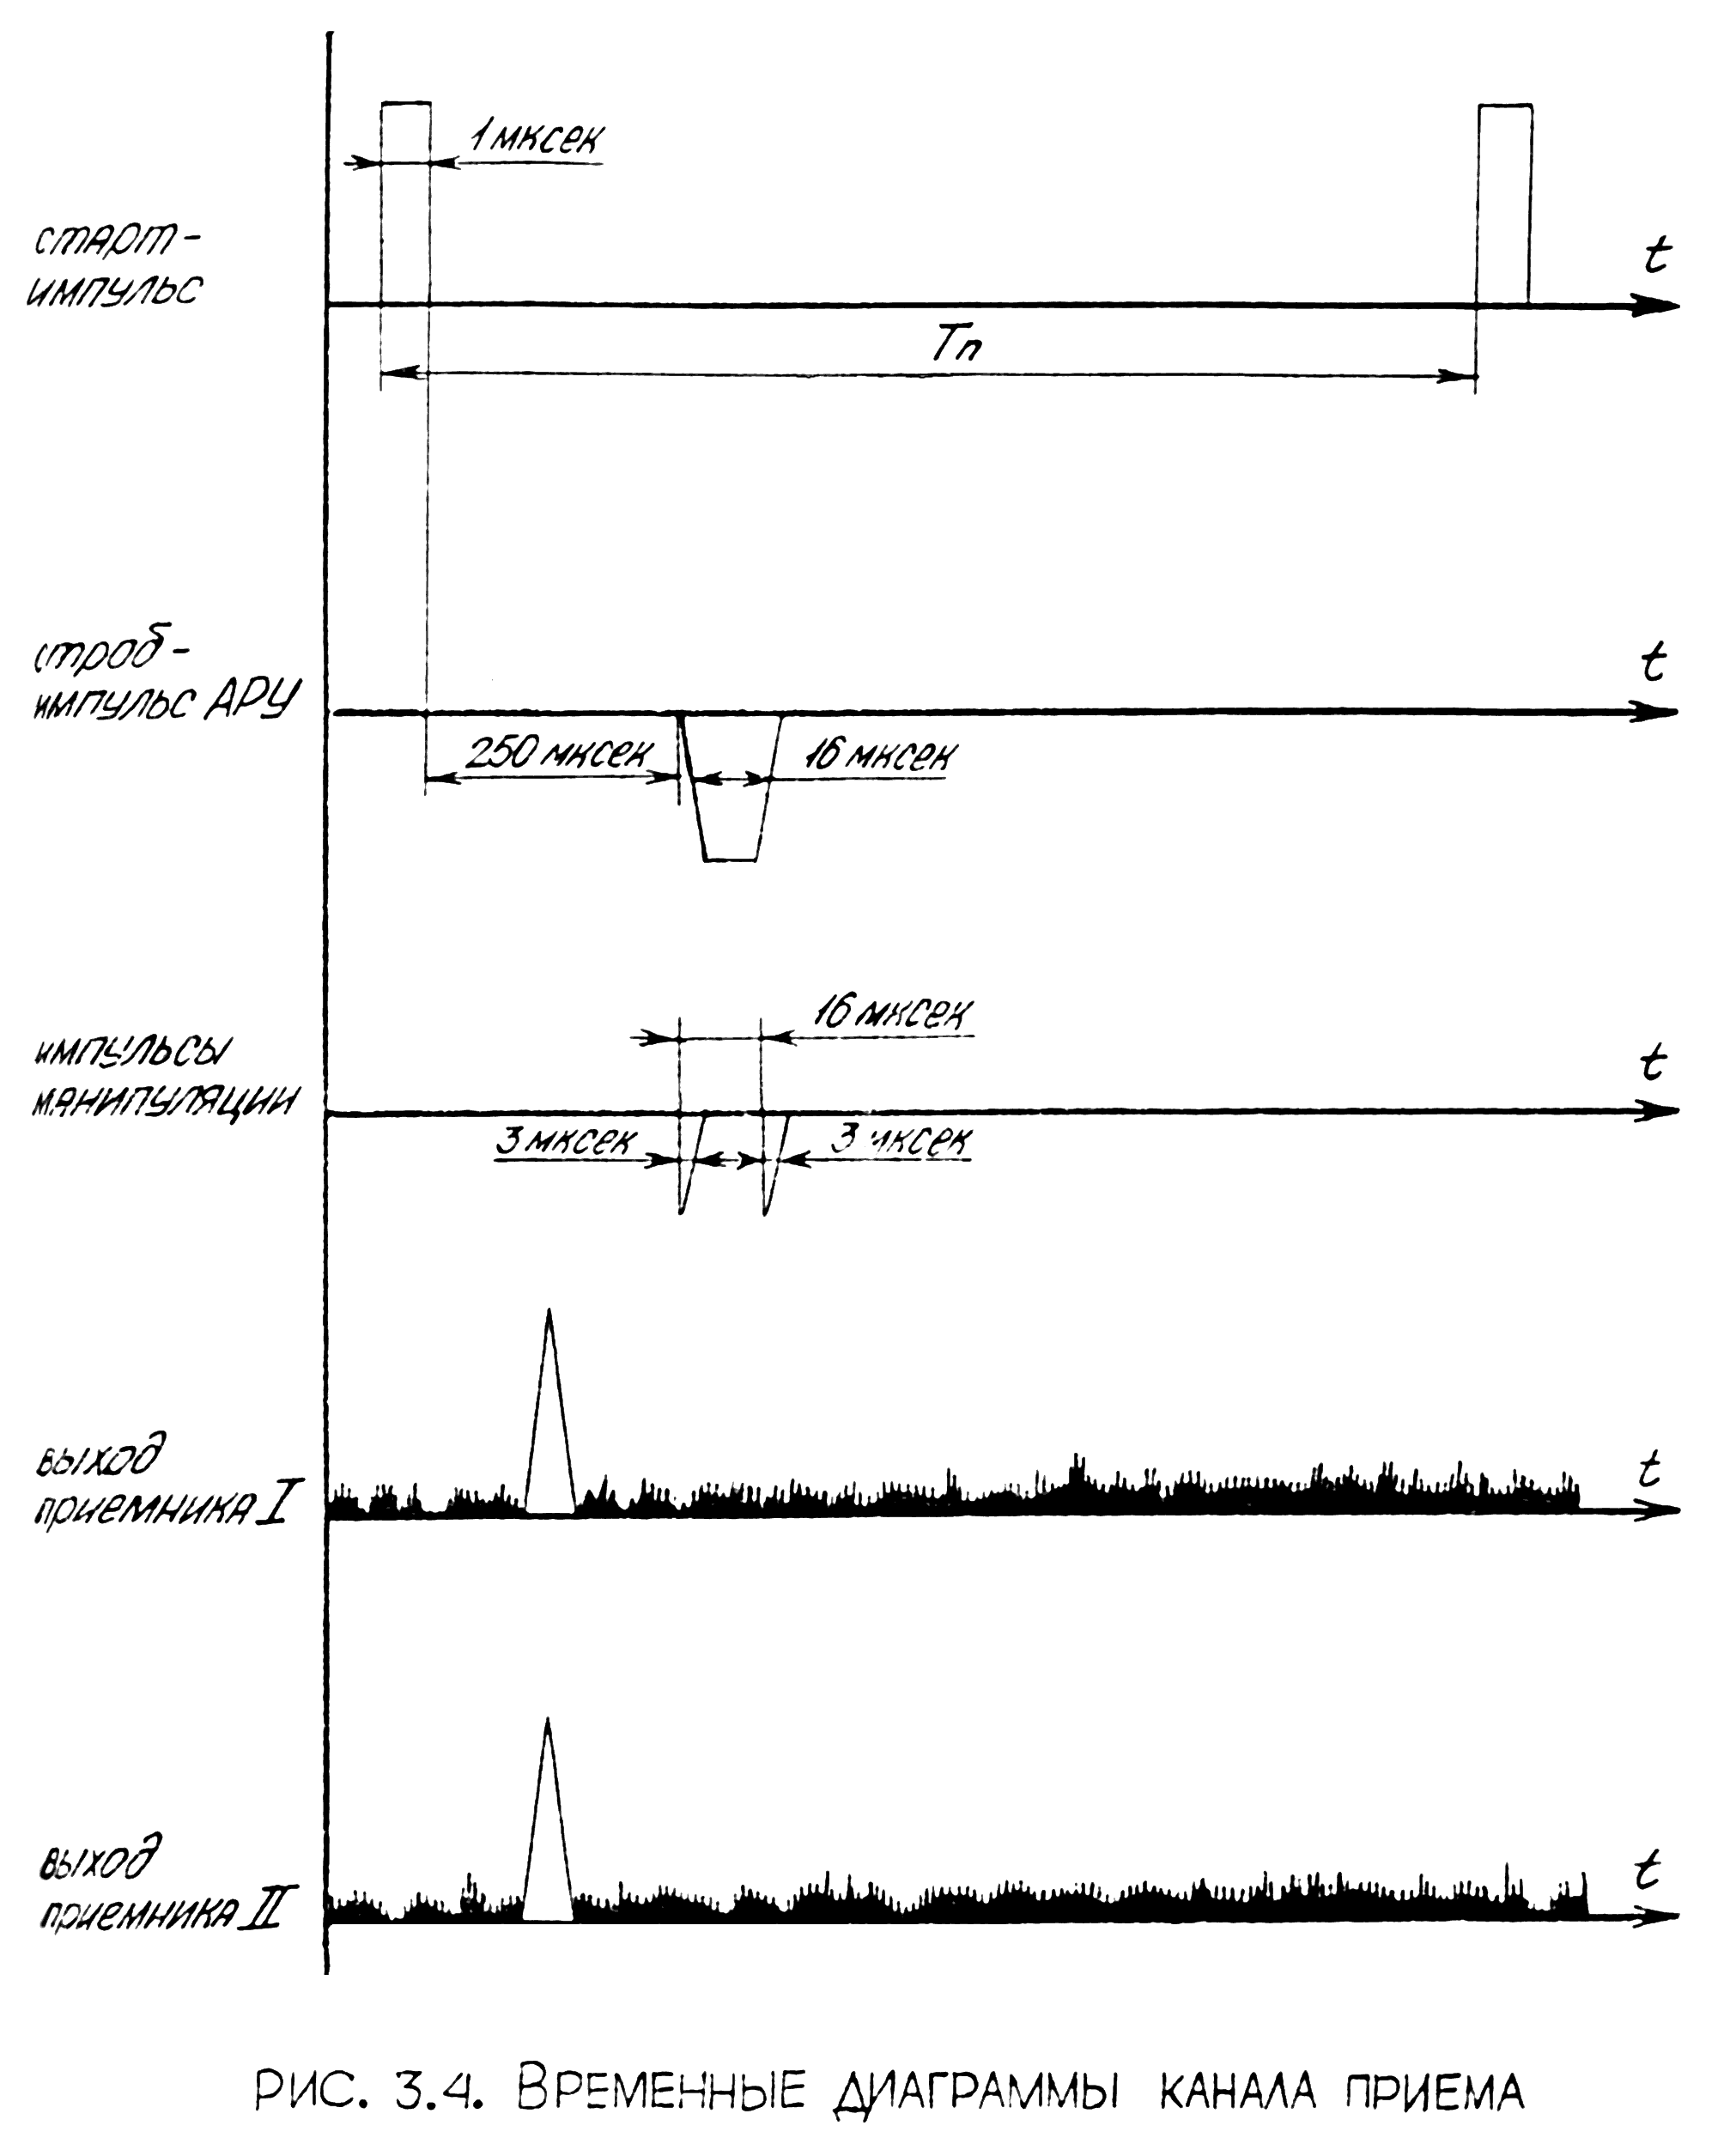 1 мксек
старт-
импульс
t
Тп
строб-
импульс АРУ
t
250 мксек
16 мксек
16 мксек
импульсы
манипуляции
t
3 мксек
3 мксек
выход
приемника I
t
выход
приемника II
t
Рис. 3.4. Временные диаграммы канала приема